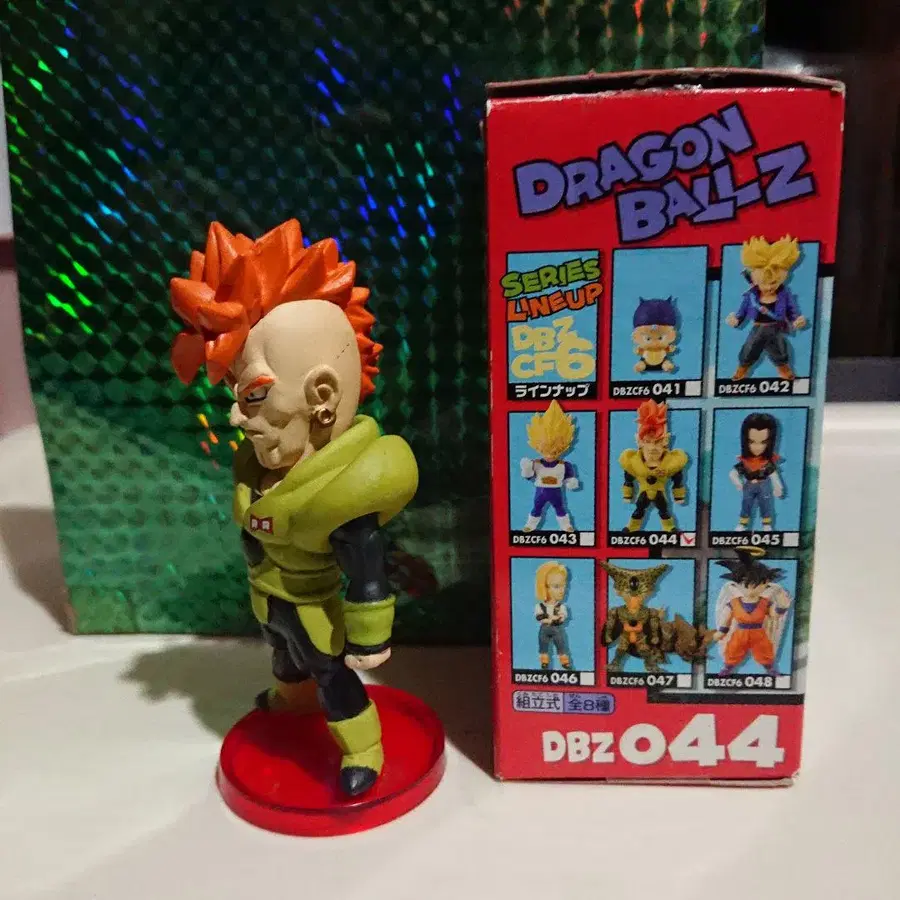 DRAGON
BALL Z
SERIES
LINEUP
DBZ
CF6
ラインナップ
DBZCF6 041
DBZCF6 042
DBZCF6 043
DBZCF6 044
DBZCF6 045
DBZCF6 046
DBZCF6 047
DBZCF6 048
組立式 全8種
DBZ044